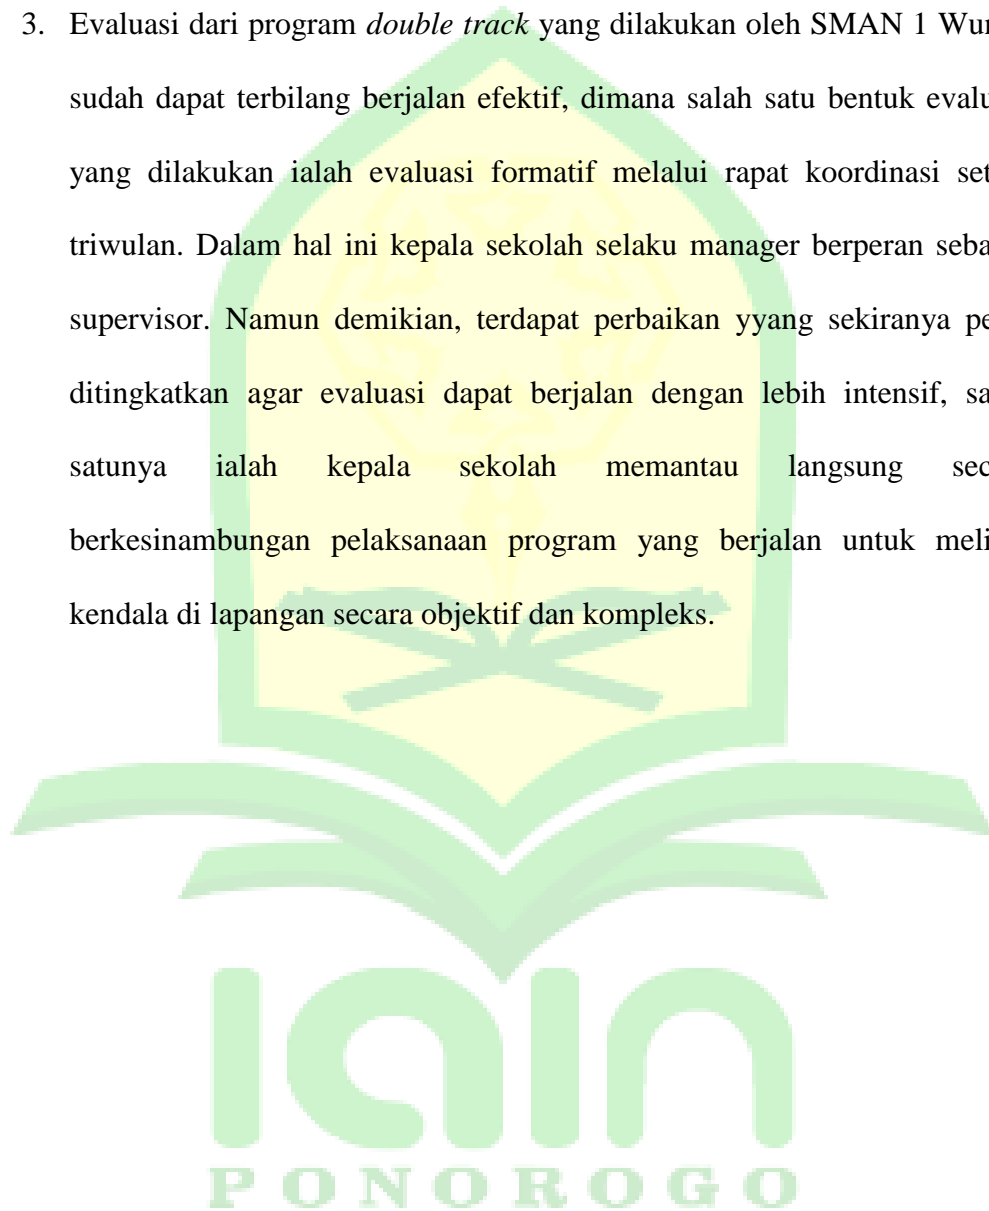 3. Evaluasi dari program double track yang dilakukan oleh SMAN 1 Wun
sudah dapat terbilang berjalan efektif, dimana salah satu bentuk evalu
yang dilakukan ialah evaluasi formatif melalui rapat koordinasi set
triwulan. Dalam hal ini kepala sekolah selaku manager berperan seba
supervisor. Namun demikian, terdapat perbaikan yyang sekiranya pe
ditingkatkan agar evaluasi dapat berjalan dengan lebih intensif, sa
satunya ialah kepala sekolah memantau langsung sec
berkesinambungan pelaksanaan program yang berjalan untuk meli
kendala di lapangan secara objektif dan kompleks.
iain
PONOROGO